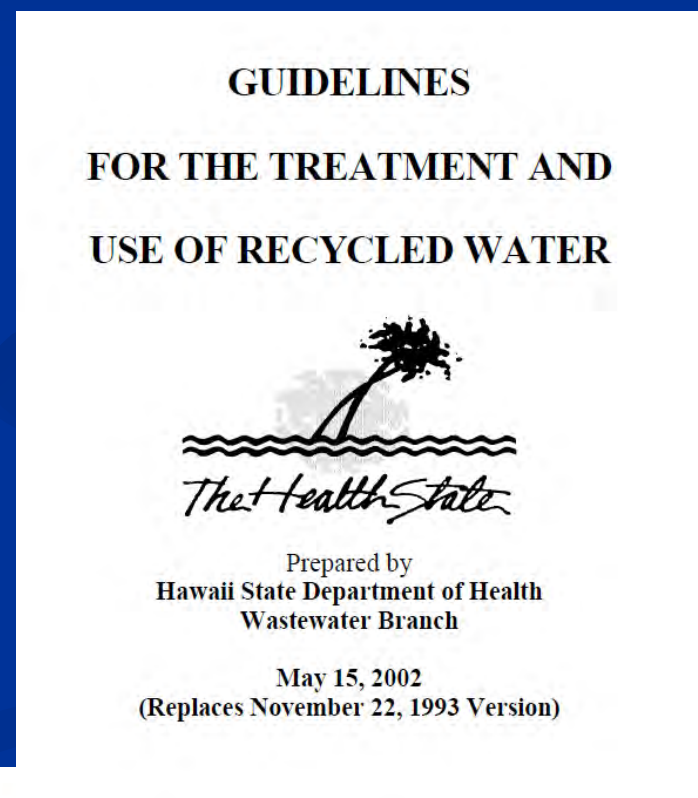 GUIDELINES
FOR THE TREATMENT AND
USE OF RECYCLED WATER
The Health State
Prepared by
Hawaii State Department of Health
Wastewater Branch
May 15, 2002
(Replaces November 22, 1993 Version)